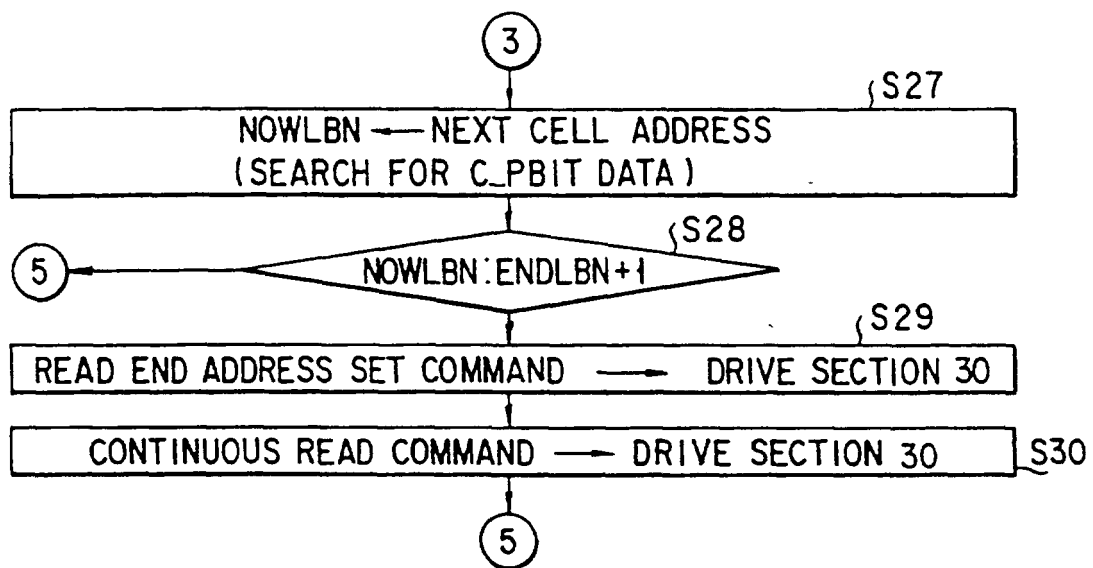 3
S27
NOWLBN ← NEXT CELL ADDRESS
(SEARCH FOR C_PBIT DATA)
S28
5
NOWLBN:ENDLBN+1
S29
READ END ADDRESS SET COMMAND → DRIVE SECTION 30
CONTINUOUS READ COMMAND → DRIVE SECTION 30
S30
5